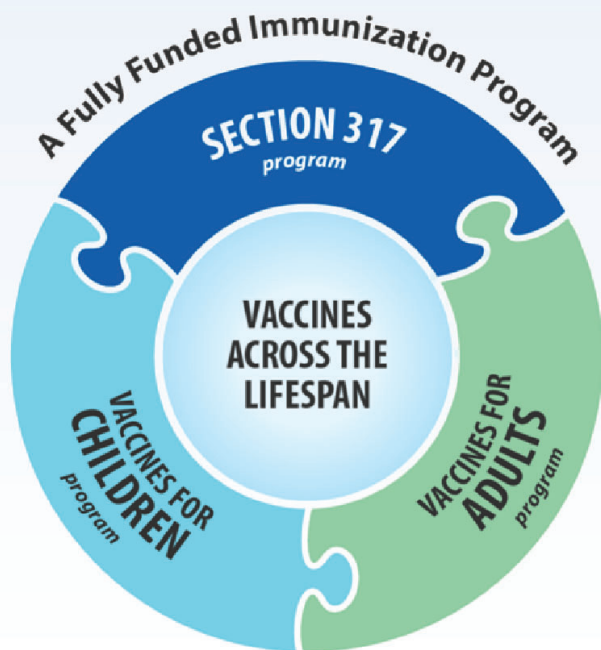 A Fully Funded Immunization Program
SECTION 317
program
VACCINES
ACROSS THE
LIFESPAN
VACCINES FOR
CHILDREN
program
VACCINES FOR
ADULTS
program